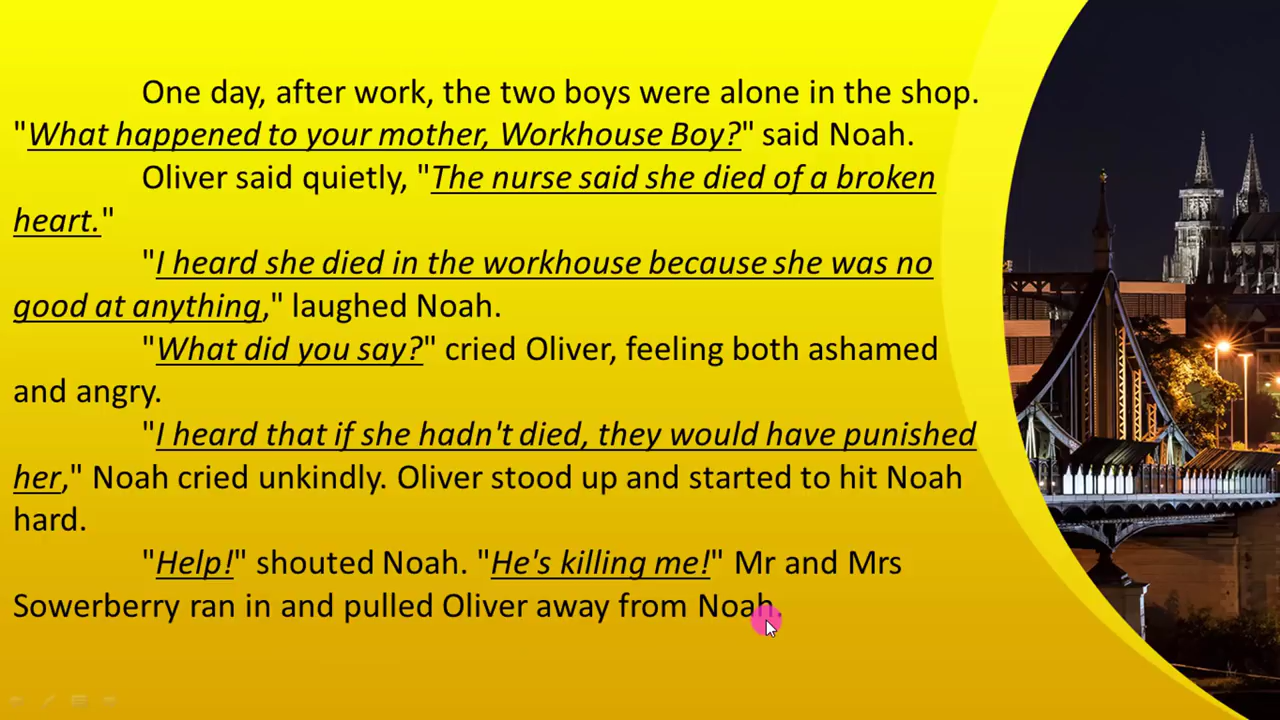 One day, after work, the two boys were alone in the shop.
"What happened to your mother, Workhouse Boy?" said Noah.
Oliver said quietly, "The nurse said she died of a broken
heart."
"I heard she died in the workhouse because she was no
good at anything," laughed Noah.
"What did you say?" cried Oliver, feeling both ashamed
and angry.
"I heard that if she hadn't died, they would have punished
her," Noah cried unkindly. Oliver stood up and started to hit Noah
hard.
"Help!" shouted Noah. "He's killing me!" Mr and Mrs
Sowerberry ran in and pulled Oliver away from Noah.